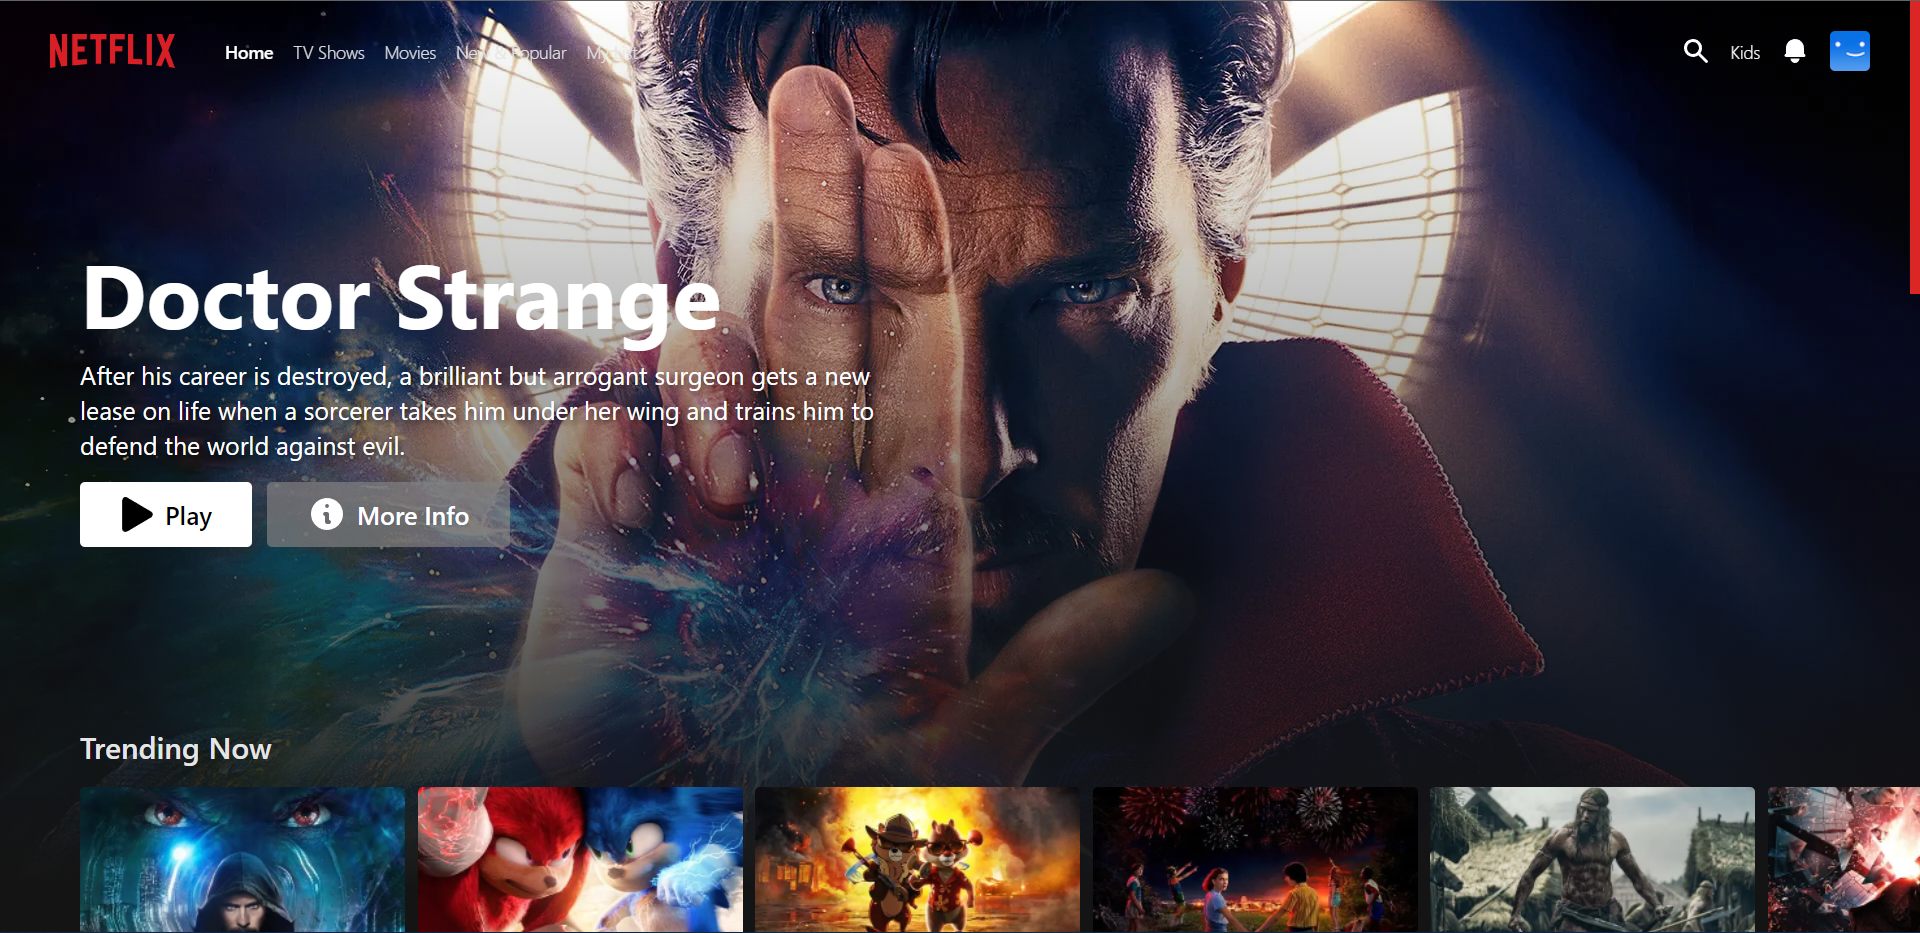 NETFLIX
Home TV Shows Movies New & Popular My List
Kids
Doctor Strange
After his career is destroyed, a brilliant but arrogant surgeon gets a new
lease on life when a sorcerer takes him under her wing and trains him to
defend the world against evil.
Play
More Info
Trending Now